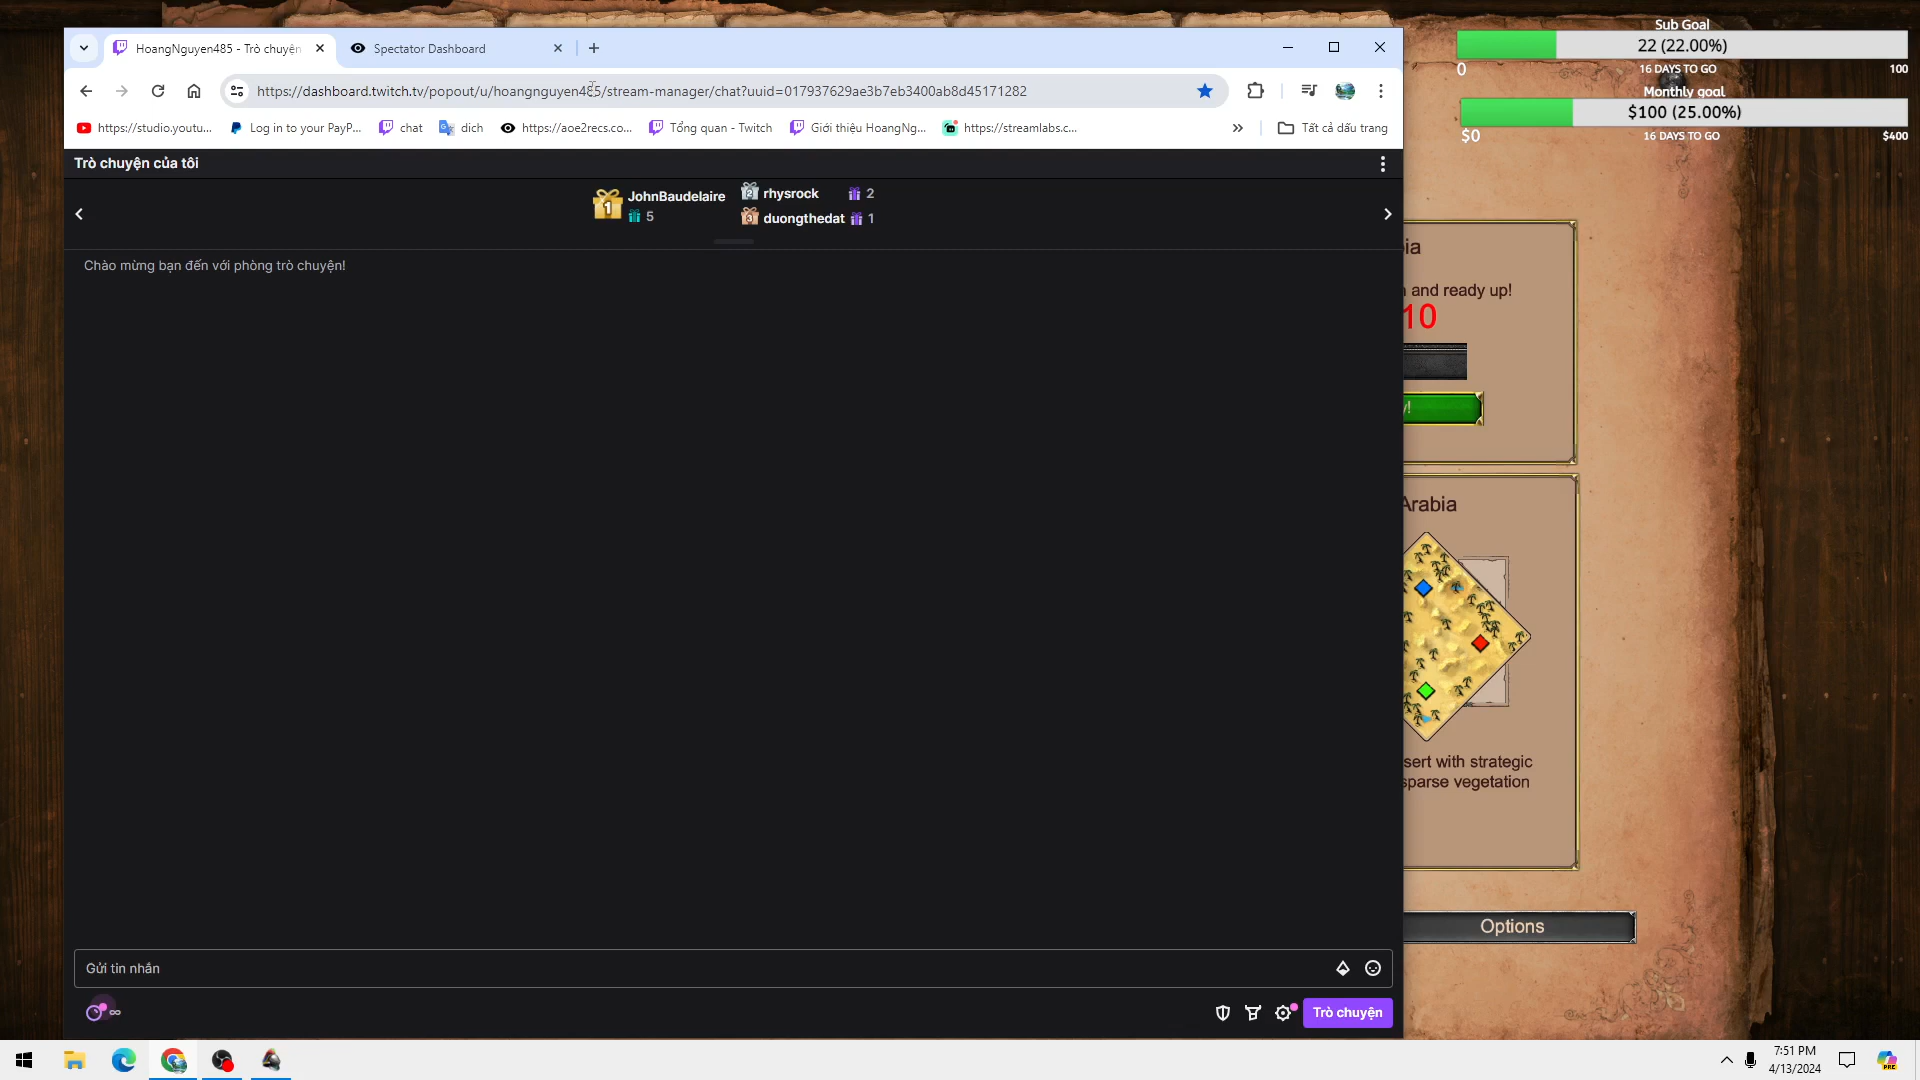 Sub Goal
22 (22.00%)
0
16 DAYS TO GO
100
Monthly goal
$100 (25.00%)
$0
16 DAYS TO GO
$400
HoangNguyen485 - Trò chuyện
Spectator Dashboard
https://dashboard.twitch.tv/popout/u/hoangnguyen485/stream-manager/chat?uuid=017937629ae3b7eb3400ab8d45171282
https://studio.youtu...
Log in to your PayP...
chat
dich
https://aoe2recs.co...
Tổng quan - Twitch
Giới thiệu HoangNg...
https://streamlabs.c...
Tất cả dấu trang
Trò chuyện của tôi
1
JohnBaudelaire
5
2
rhysrock
2
3
duongthedat
1
Chào mừng bạn đến với phòng trò chuyện!
and ready up!
10
y!
Arabia
sert with strategic
sparse vegetation
Options
Gửi tin nhắn
∞
Trò chuyện
7:51 PM
4/13/2024
PRE